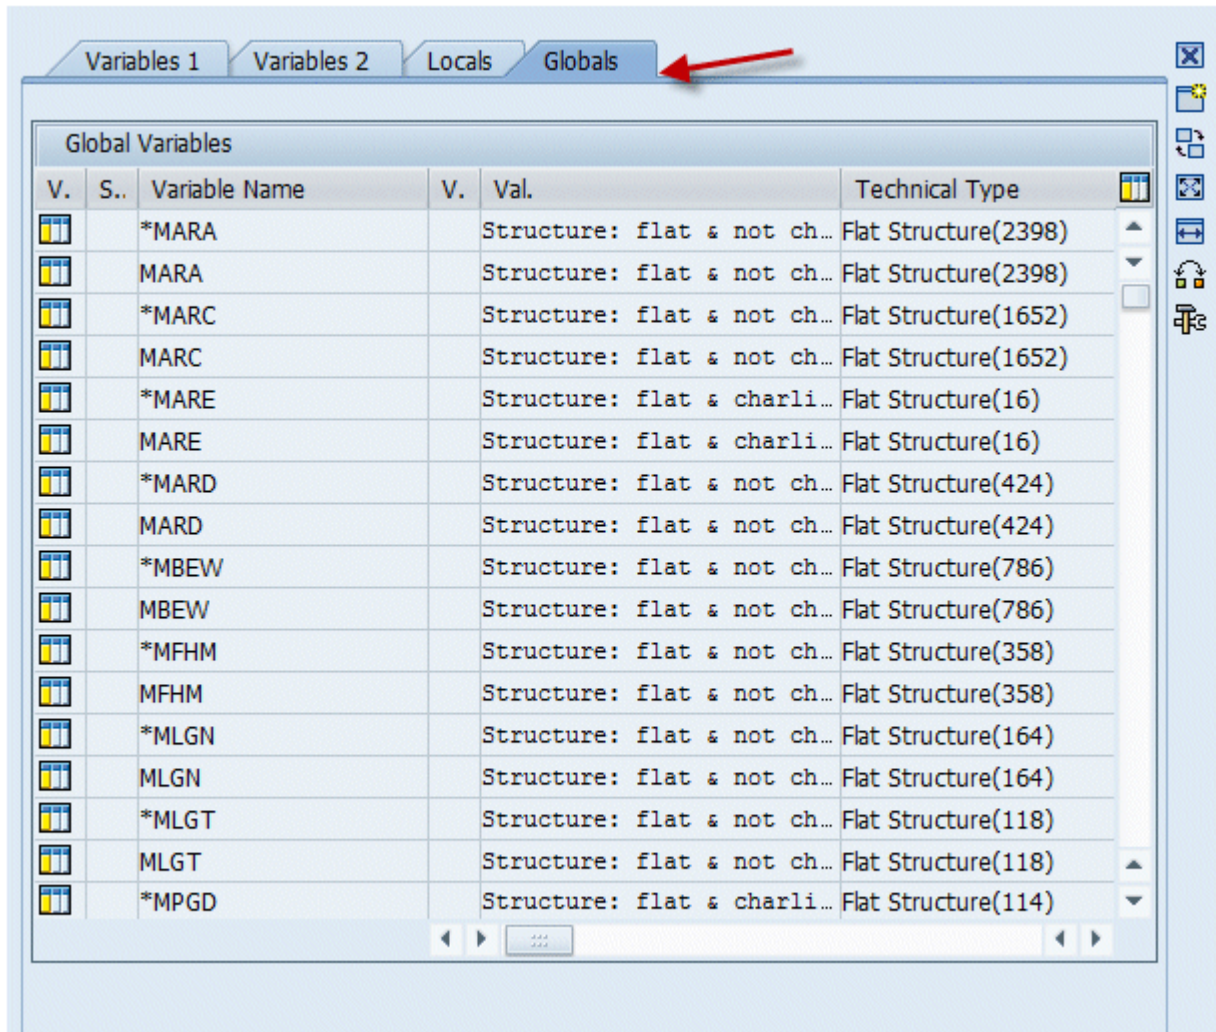 Variables 1 Variables 2 Locals Globals
Global Variables
V. S.. Variable Name V. Val. Technical Type
*MARA Structure: flat & not ch… Flat Structure(2398)
MARA Structure: flat & not ch… Flat Structure(2398)
*MARC Structure: flat & not ch… Flat Structure(1652)
MARC Structure: flat & not ch… Flat Structure(1652)
*MARE Structure: flat & charli… Flat Structure(16)
MARE Structure: flat & charli… Flat Structure(16)
*MARD Structure: flat & not ch… Flat Structure(424)
MARD Structure: flat & not ch… Flat Structure(424)
*MBEW Structure: flat & not ch… Flat Structure(786)
MBEW Structure: flat & not ch… Flat Structure(786)
*MFHM Structure: flat & not ch… Flat Structure(358)
MFHM Structure: flat & not ch… Flat Structure(358)
*MLGN Structure: flat & not ch… Flat Structure(164)
MLGN Structure: flat & not ch… Flat Structure(164)
*MLGT Structure: flat & not ch… Flat Structure(118)
MLGT Structure: flat & not ch… Flat Structure(118)
*MPGD Structure: flat & charli… Flat Structure(114)